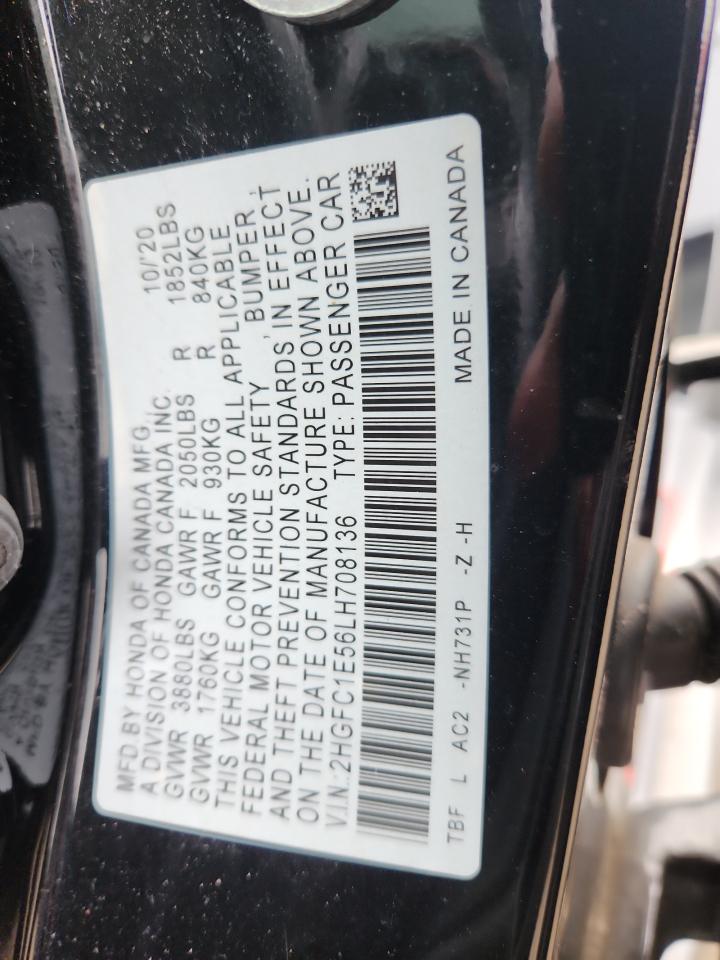 MFD BY HONDA OF CANADA MFG., 10/'20
A DIVISION OF HONDA CANADA INC.
GVWR 3880LBS GAWR F 2050LBS R 1852LBS
GVWR 1760KG GAWR F 930KG R 840KG
THIS VEHICLE CONFORMS TO ALL APPLICABLE
FEDERAL MOTOR VEHICLE SAFETY , BUMPER ,
AND THEFT PREVENTION STANDARDS IN EFFECT
ON THE DATE OF MANUFACTURE SHOWN ABOVE.
V.I.N.:2HGFC1E56LH708136 TYPE: PASSENGER CAR
TBF L AC2 -NH731P -Z -H MADE IN CANADA